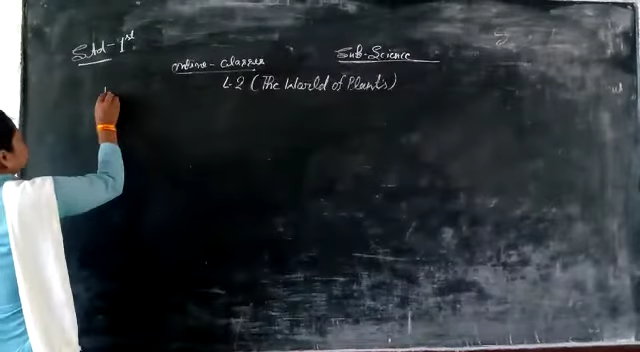 Std-1st
online-classes
Sub-Science
L-2 (The World of Plants)